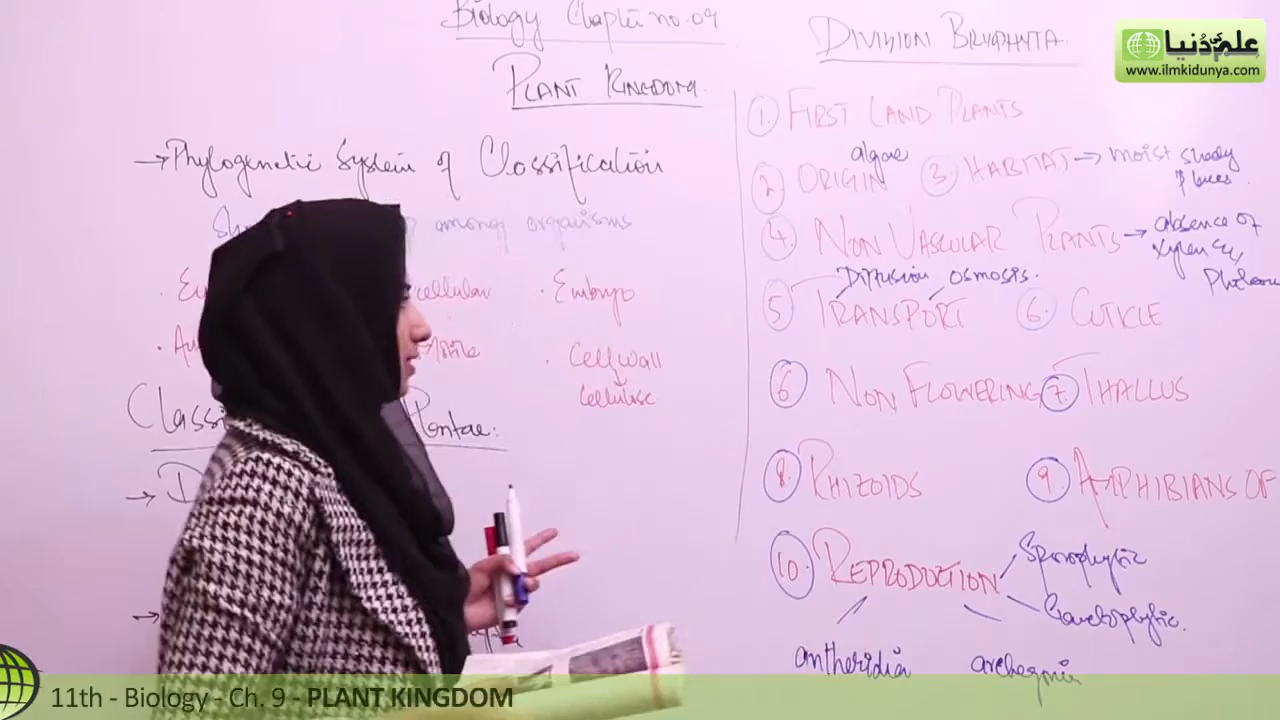 Biology Chapter no. 09
PLANT KINGDOM
→ Phylogenetic System of Classification
among organisms
cellular
· Embryo
· Cell wall
Cellulose
Classi
Plantae:
→ D
DIVISION BRYOPHYTA.
1. FIRST LAND PLANTS
algae
2 ORIGIN
3. HABITAT → moist shady
places.
4. NON VASCULAR PLANTS → absence of
xylem &
Phloem
Diffusion, osmosis.
5 TRANSPORT
6. CUTICLE
6 NON FLOWERING
7. THALLUS
8. RHIZOIDS
9. AMPHIBIANS OF
10. REPRODUCTION
Sporophytic
Gametophytic.
antheridia
archegonia
علم کی دُنیا
www.ilmkidunya.com
11th - Biology - Ch. 9 - PLANT KINGDOM